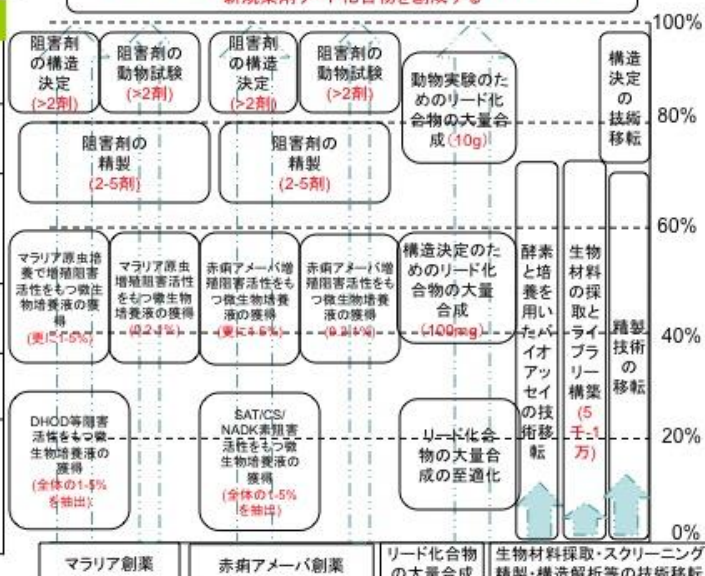 新規薬剤リード化合物を創成する
100%
阻害剤
の構造
決定
(>2剤)
阻害剤の
動物試験
(>2剤)
阻害剤
の構造
決定
(>2剤)
阻害剤の
動物試験
(>2剤)
動物実験のた
めのリード化
合物の大量合
成(10g)
構造
決定
の
技術
移転
80%
阻害剤の
精製
(2-5剤)
阻害剤の
精製
(2-5剤)
60%
マラリア原虫培
養で増殖阻害
活性をもつ微生
物培養液の獲
得
(更に1-5%)
マラリア原虫
増殖阻害活性
をもつ微生物
培養液の獲得
(0.2-1%)
赤痢アメーバ増
殖阻害活性をも
つ微生物培養
液の獲得
(更に1-5%)
赤痢アメーバ増
殖阻害活性をも
つ微生物培養
液の獲得
(0.2-1%)
構造決定のた
めのリード化
合物の大量
合成
(100mg)
酵素
と培
養を
用い
たバ
イオ
アッ
セイ
の技
術移
転
生物
材料
の採
取と
ライ
ブラ
リー
構築
(5
千-1
万)
精製
技術
の
移転
40%
DHOD等阻害
活性をもつ微
生物培養液の
獲得
(全体の1-5%
を抽出)
SAT/CS/
NADK素阻害
活性をもつ微
生物培養液の
獲得
(全体の1-5%
を抽出)
リード化合
物の大量合
成の至適化
20%
0%
マラリア創薬
赤痢アメーバ創薬
リード化合物
の大量合成
生物材料採取・スクリーニング
精製・構造解析等の技術移転